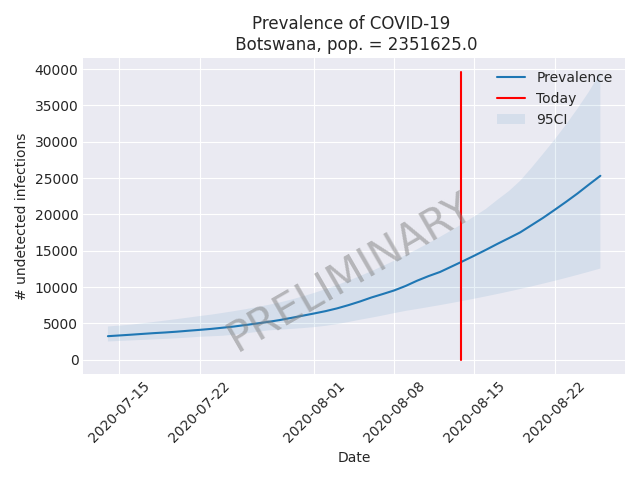 Prevalence of COVID-19
Botswana, pop. = 2351625.0
40000
35000
30000
25000
20000
15000
10000
5000
0
# undetected infections
Prevalence
Today
95CI
PRELIMINARY
2020-07-15
2020-07-22
2020-08-01
2020-08-08
2020-08-15
2020-08-22
Date